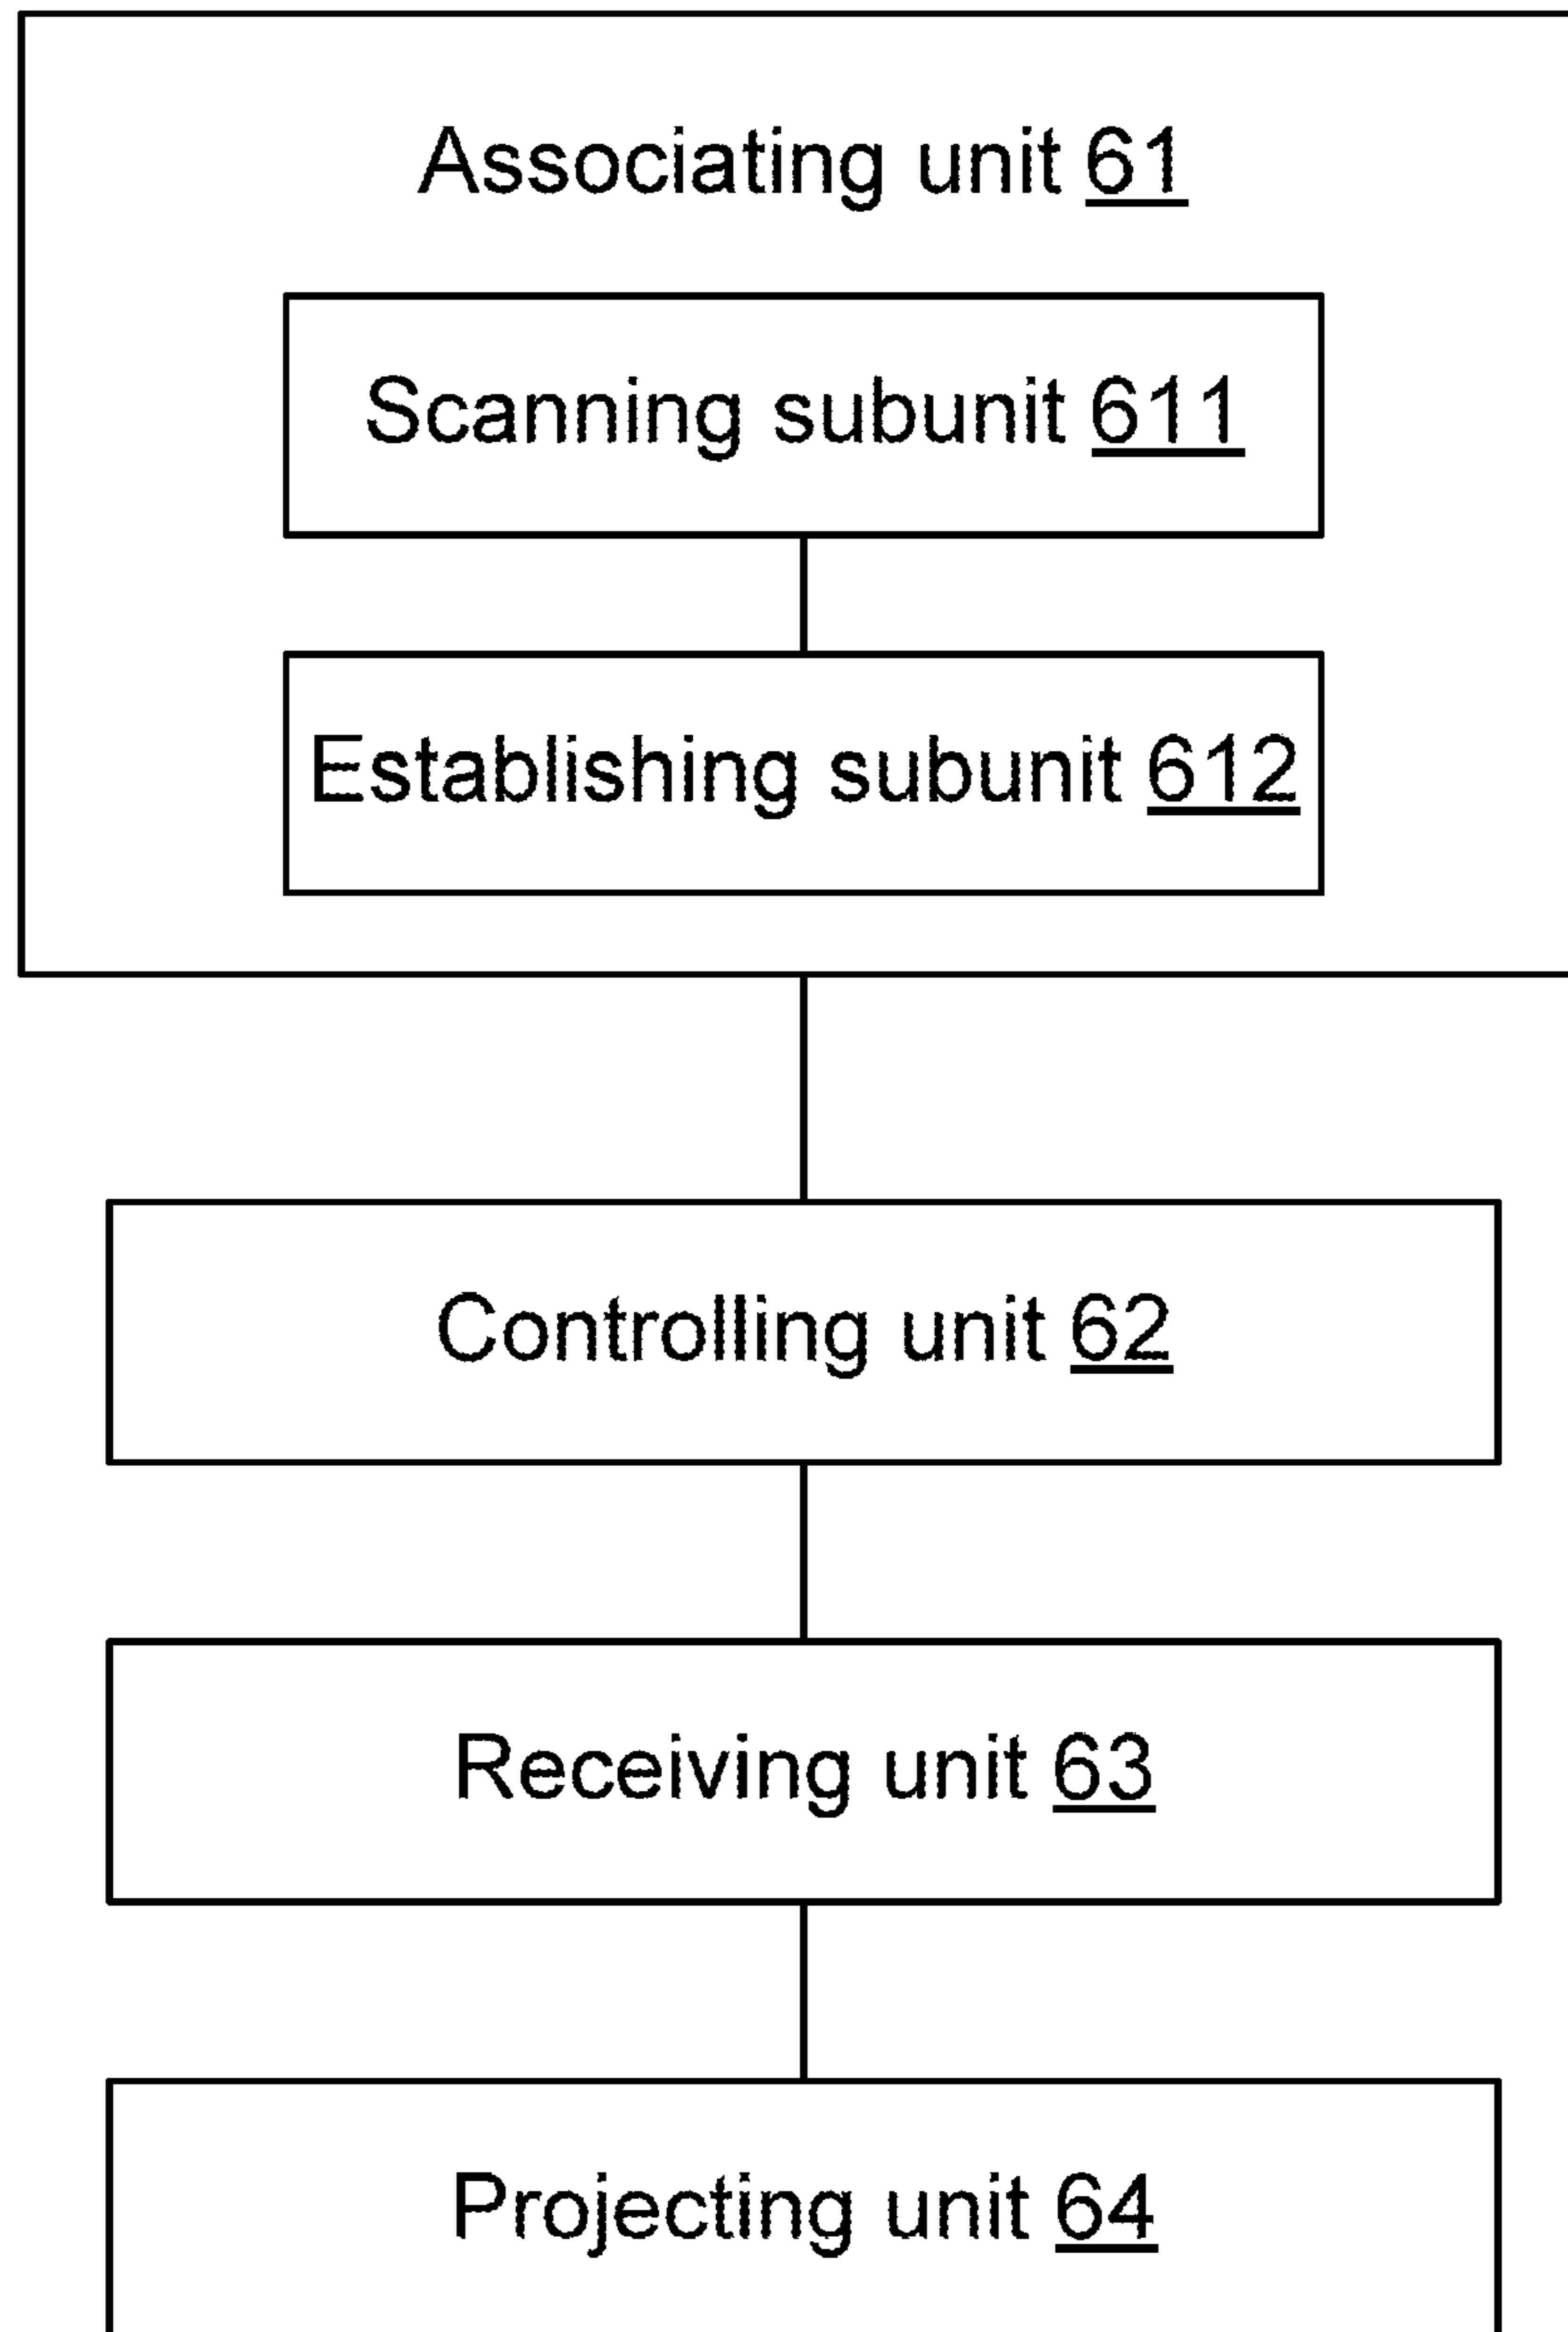 Associating unit 61
Scanning subunit 611
Establishing subunit 612
Controlling unit 62
Receiving unit 63
Projecting unit 64